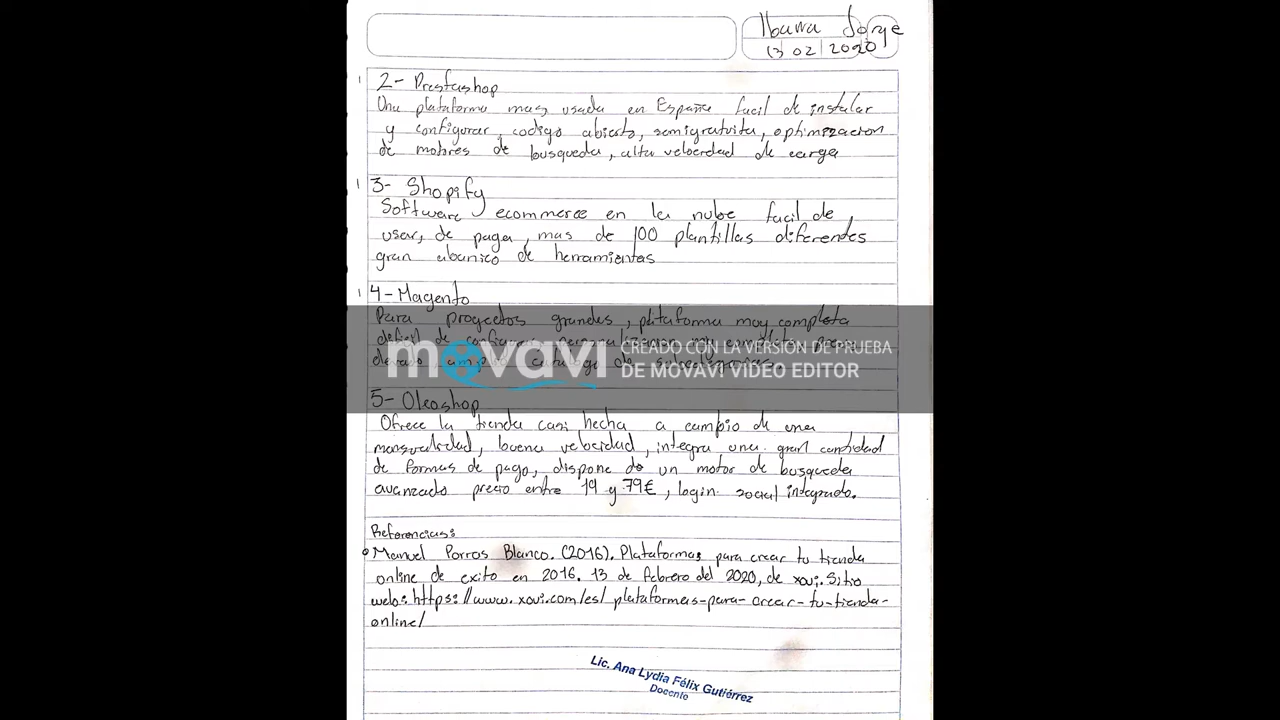 Ibarra Jorge
13 02 2020
2- Prestashop
Una plataforma mas usada en España facil de instalar
y configurar, codigo abierto, semigratuita, optimizacion
de motores de busqueda, alta velocidad de carga
3- Shopify
Software ecommerce en la nube facil de
usar, de paga, mas de 100 plantillas diferentes
gran abanico de herramientas
4- Magento
Para proyectos grandes, plataforma muy completa
dificil de configurar
movavi
CREADO CON LA VERSIÓN DE PRUEBA
DE MOVAVI VIDEO EDITOR
5- Oleoshop
Ofrece la tienda casi hecha a cambio de una
mensualidad, buena velocidad, integra una gran cantidad
de formas de pago, dispone de un motor de busqueda
avanzado precio entre 19 y 79€, login social integrado.
Referencias:
Manuel Porros Blanco. (2016). Plataformas para crear tu tienda
online de exito en 2016. 13 de febrero del 2020, de xovi. Sitio
web: https://www.xovi.com/es/plataformas-para-crear-tu-tienda-
online/
Lic. Ana Lydia Félix Gutiérrez
Docente